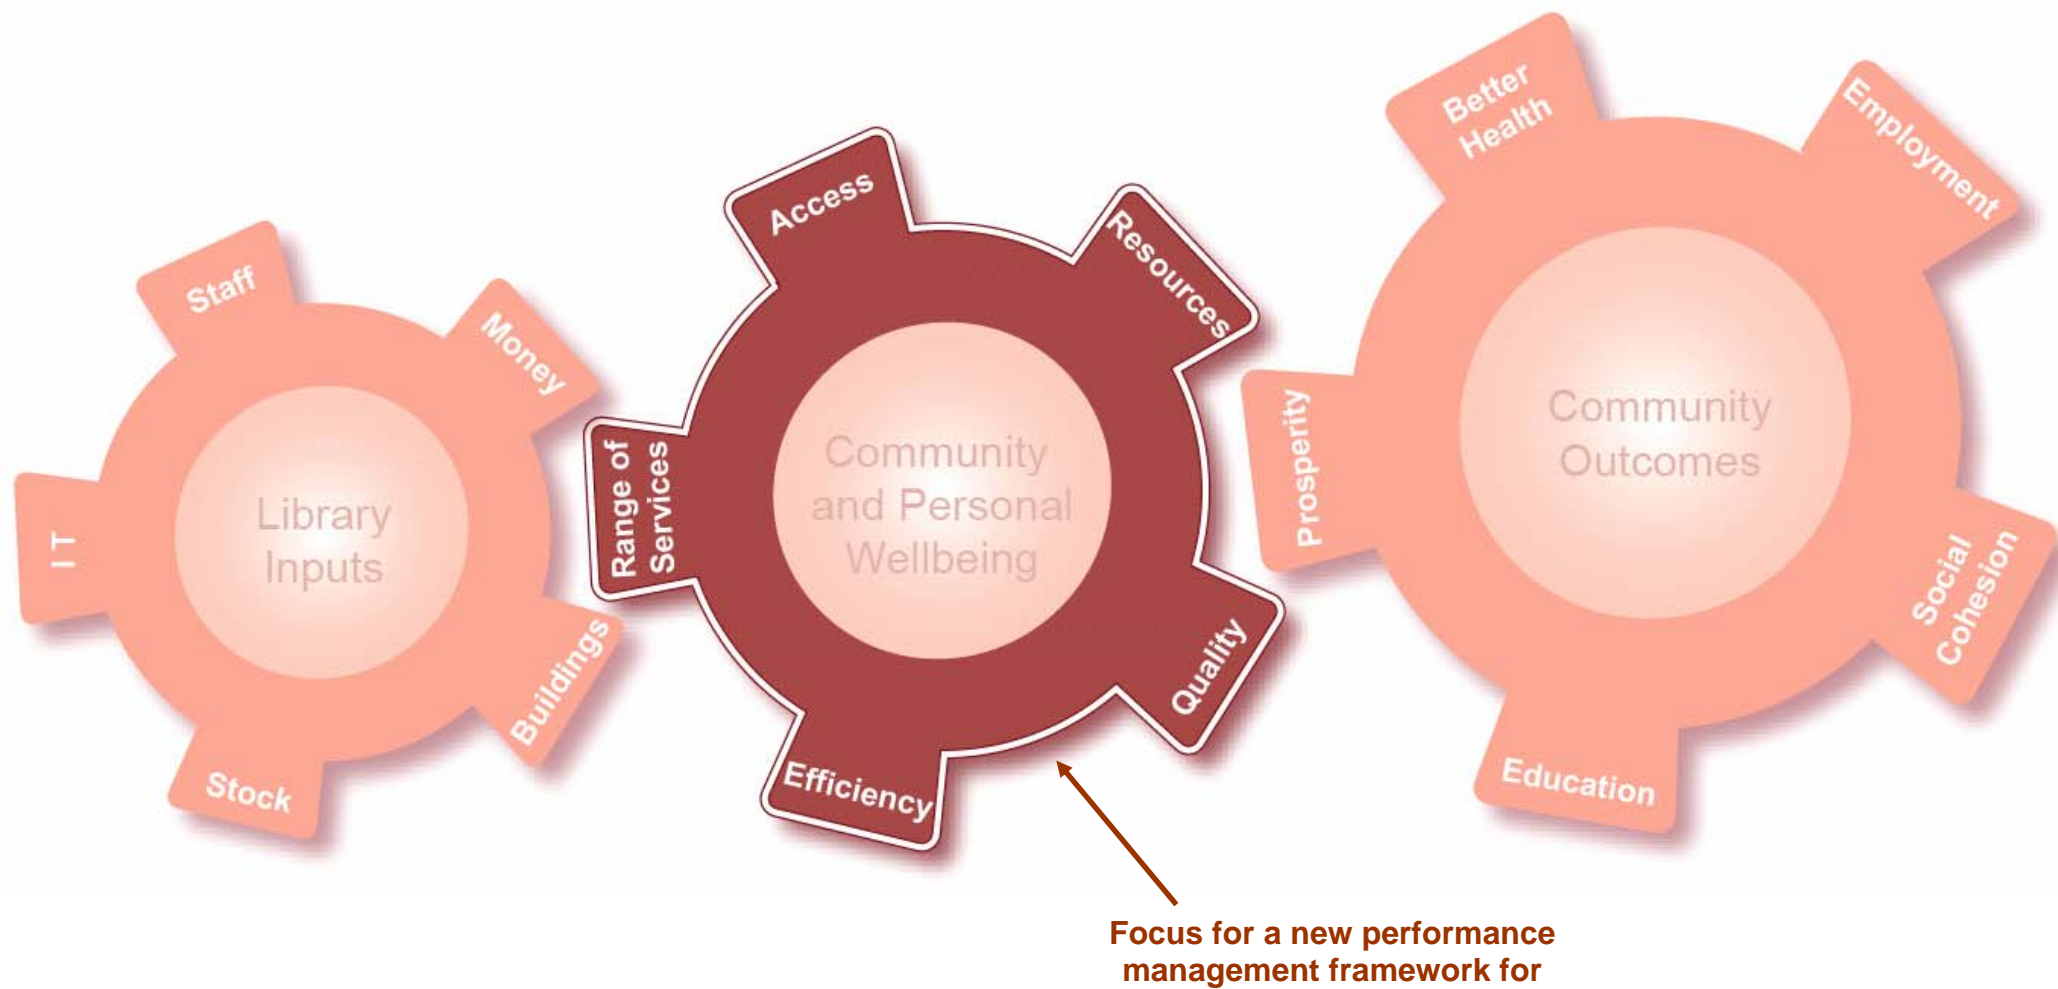 Staff
Money
IT
Library
Inputs
Buildings
Stock
Access
Resources
Range of
Services
Community
and Personal
Wellbeing
Quality
Efficiency
Better
Health
Employment
Prosperity
Community
Outcomes
Social
Cohesion
Education
Focus for a new performance
management framework for